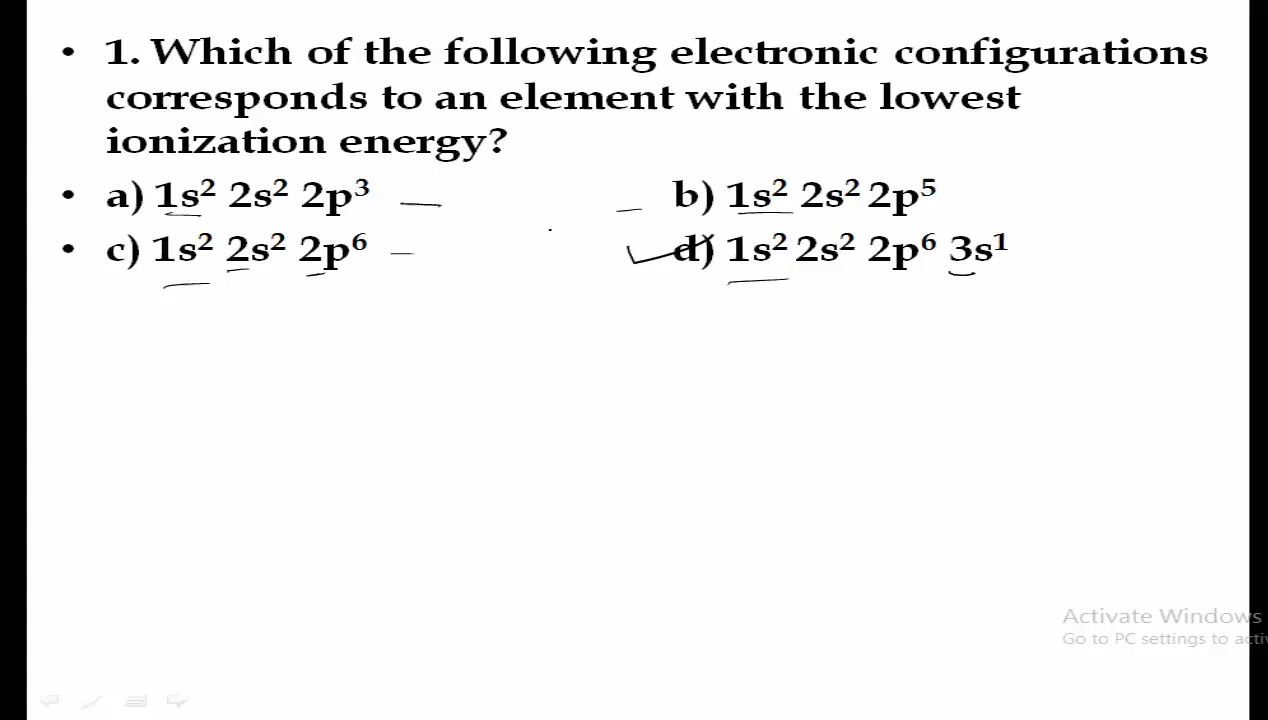 • 1. Which of the following electronic configurations
corresponds to an element with the lowest
ionization energy?
• a) 1s² 2s² 2p³ b) 1s² 2s² 2p⁵
• c) 1s² 2s² 2p⁶ d) 1s² 2s² 2p⁶ 3s¹
Activate Windows
Go to PC settings to acti